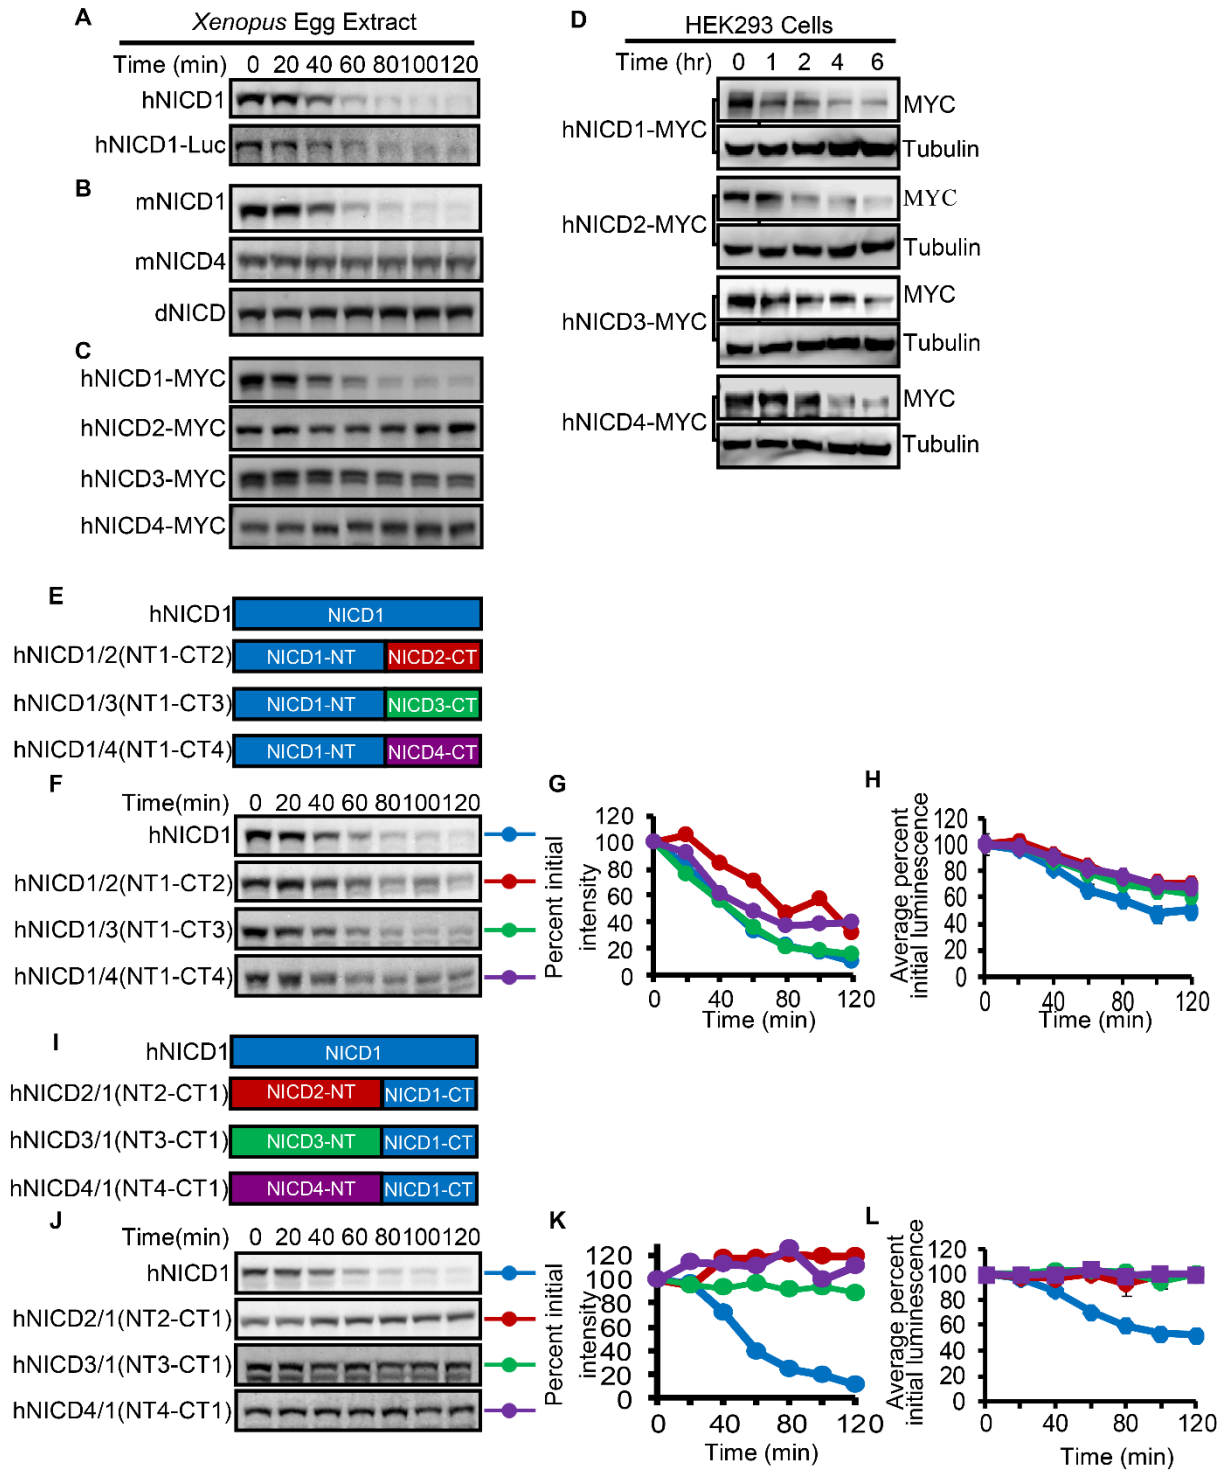 A
Xenopus Egg Extract
Time (min) 0 20 40 60 80100120
hNICD1
hNICD1-Luc
B
mNICD1
mNICD4
dNICD
C
hNICD1-MYC
hNICD2-MYC
hNICD3-MYC
hNICD4-MYC
D
HEK293 Cells
Time (hr) 0 1 2 4 6
hNICD1-MYC
MYC
Tubulin
hNICD2-MYC
MYC
Tubulin
hNICD3-MYC
MYC
Tubulin
hNICD4-MYC
MYC
Tubulin
E
hNICD1
NICD1
hNICD1/2(NT1-CT2)
NICD1-NT NICD2-CT
hNICD1/3(NT1-CT3)
NICD1-NT NICD3-CT
hNICD1/4(NT1-CT4)
NICD1-NT NICD4-CT
F
Time(min) 0 20 40 60 80100 120
hNICD1
hNICD1/2(NT1-CT2)
hNICD1/3(NT1-CT3)
hNICD1/4(NT1-CT4)
G
Percent initial
intensity
120
100
80
60
40
20
0
0 40 80 120
Time (min)
H
Average percent
initial luminescence
120
100
80
60
40
20
0
0 40 80 120
Time (min)
I
hNICD1
NICD1
hNICD2/1(NT2-CT1)
NICD2-NT NICD1-CT
hNICD3/1(NT3-CT1)
NICD3-NT NICD1-CT
hNICD4/1(NT4-CT1)
NICD4-NT NICD1-CT
J
Time(min) 0 20 40 60 80100 120
hNICD1
hNICD2/1(NT2-CT1)
hNICD3/1(NT3-CT1)
hNICD4/1(NT4-CT1)
K
Percent initial
intensity
120
100
80
60
40
20
0
0 40 80 120
Time (min)
L
Average percent
initial luminescence
120
100
80
60
40
20
0
0 40 80 120
Time (min)